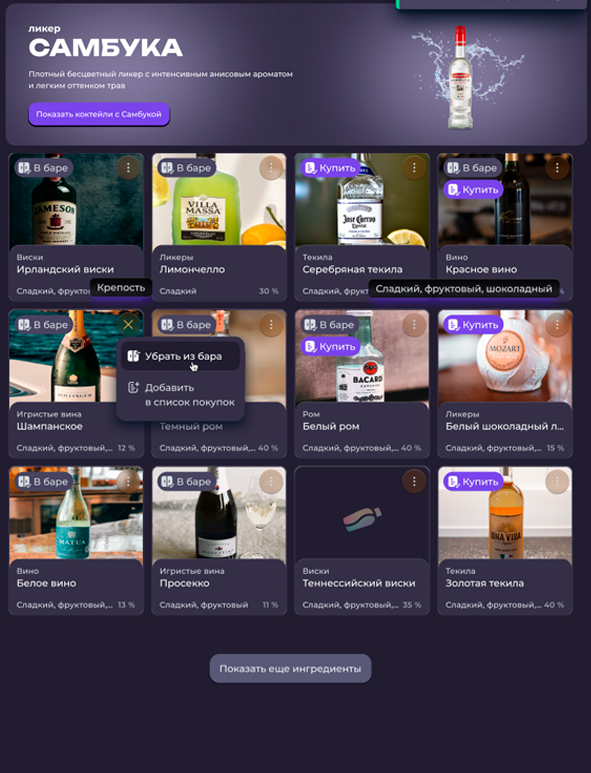 ликер
САМБУКА
Плотный бесцветный ликер с интенсивным анисовым ароматом
и легким оттенком трав
Показать коктейли с Самбукой
В баре
JAMESON
Виски
Ирландский виски
Сладкий, фрукто
Крепость
В баре
VILLA
MASSA
Ликеры
Лимончелло
Сладкий
30 %
Купить
Jose Cuervo
Especial
Текила
Серебряная текила
Сладкий, фрук
В баре
Купить
Вино
Красное вино
Сладкий, фруктовый, шоколадный
В баре
BOLLINGER
Игристые вина
Шампанское
Сладкий, фруктовый,...
12 %
Убрать из бара
Добавить
в список покупок
В баре
Темный ром
Сладкий, фруктовый,...
40 %
В баре
Купить
BACARDI
Ром
Белый ром
Сладкий, фруктовый,...
40 %
Купить
MOZART
Ликеры
Белый шоколадный л...
Сладкий, фруктовый,...
15 %
В баре
MATUA
Вино
Белое вино
Сладкий, фруктовый,...
13 %
В баре
Игристые вина
Просекко
Сладкий, фруктовый
11 %
Виски
Теннессийский виски
Сладкий, фруктовый,...
35 %
Купить
UNA VIDA
Текила
Золотая текила
Сладкий, фруктовый,...
40 %
Показать еще ингредиенты